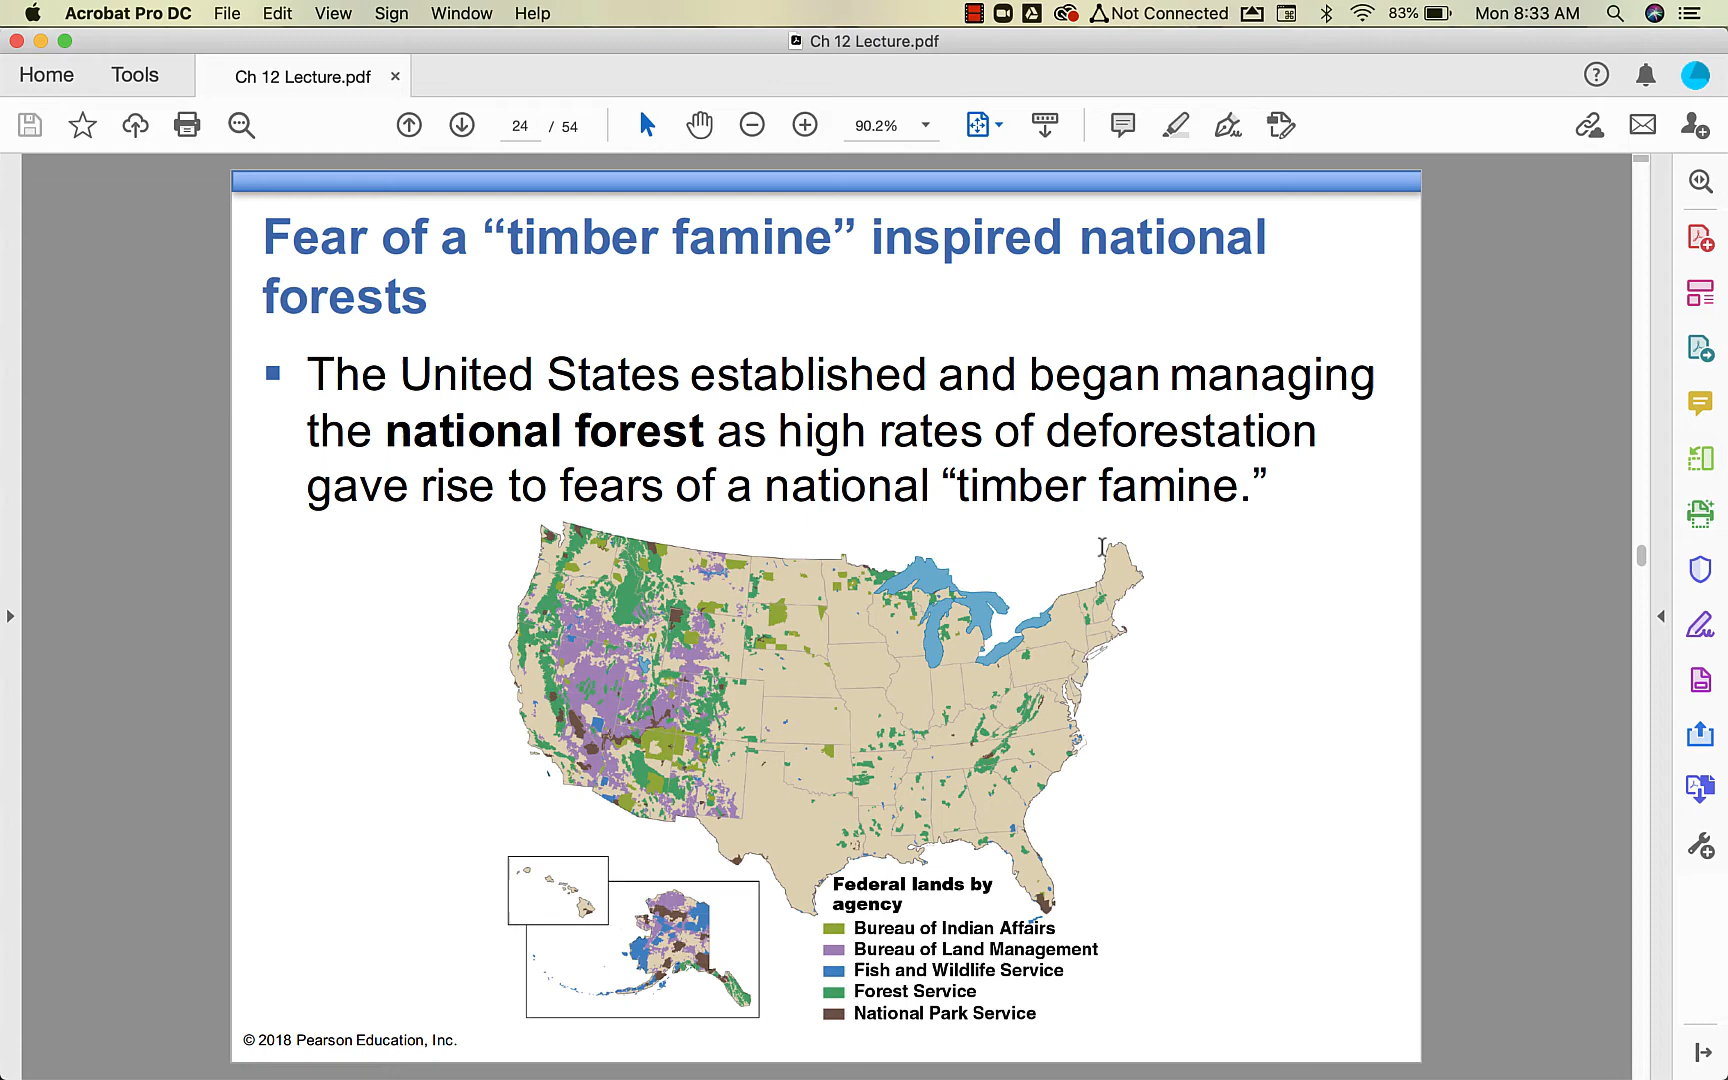 Acrobat Pro DC File Edit View Sign Window Help Not Connected 83% Mon 8:33 AM
Ch 12 Lecture.pdf
Home Tools Ch 12 Lecture.pdf
24 / 54 90.2%
Fear of a “timber famine” inspired national
forests
The United States established and began managing
the national forest as high rates of deforestation
gave rise to fears of a national “timber famine.”
Federal lands by
agency
Bureau of Indian Affairs
Bureau of Land Management
Fish and Wildlife Service
Forest Service
National Park Service
© 2018 Pearson Education, Inc.